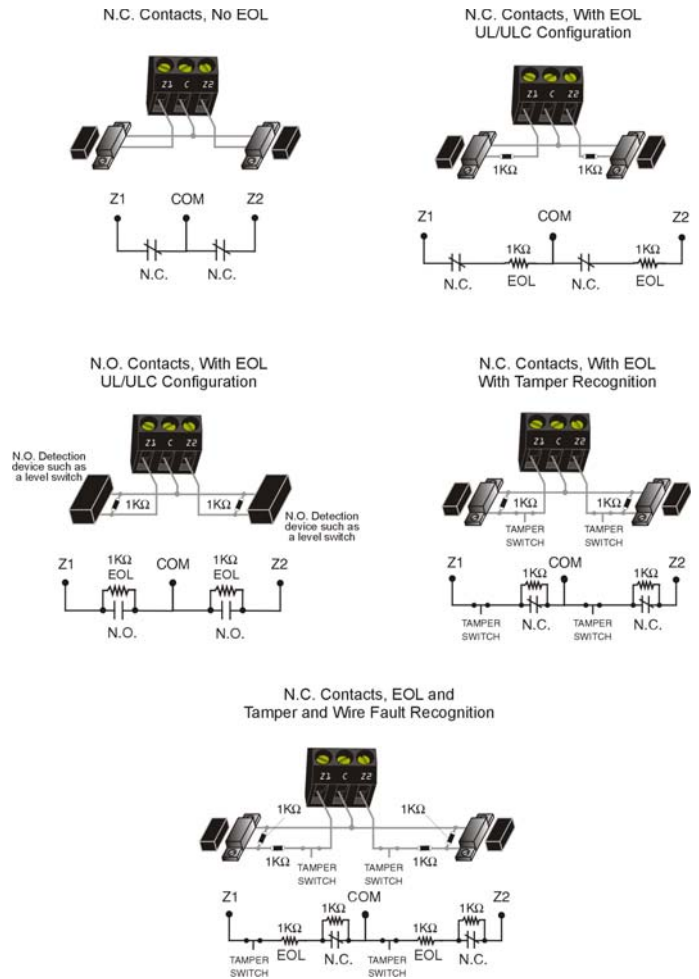 N.C. Contacts, No EOL
Z1 C Z2
Z1 COM Z2
N.C. N.C.
N.C. Contacts, With EOL
UL/ULC Configuration
Z1 C Z2
1KΩ 1KΩ
Z1 COM Z2
1KΩ 1KΩ
N.C. EOL N.C. EOL
N.O. Contacts, With EOL
UL/ULC Configuration
Z1 C Z2
N.O. Detection
device such as
a level switch
1KΩ 1KΩ
N.O. Detection
device such as
a level switch
Z1 1KΩ COM 1KΩ Z2
EOL EOL
N.O. N.O.
N.C. Contacts, With EOL
With Tamper Recognition
Z1 C Z2
1KΩ 1KΩ
TAMPER TAMPER
SWITCH SWITCH
Z1 1KΩ COM 1KΩ Z2
TAMPER N.C. TAMPER N.C.
SWITCH SWITCH
N.C. Contacts, EOL and
Tamper and Wire Fault Recognition
Z1 C Z2
1KΩ 1KΩ
1KΩ TAMPER TAMPER 1KΩ
SWITCH SWITCH
Z1 COM Z2
1KΩ 1KΩ
1KΩ 1KΩ
TAMPER EOL N.C. TAMPER EOL N.C.
SWITCH SWITCH